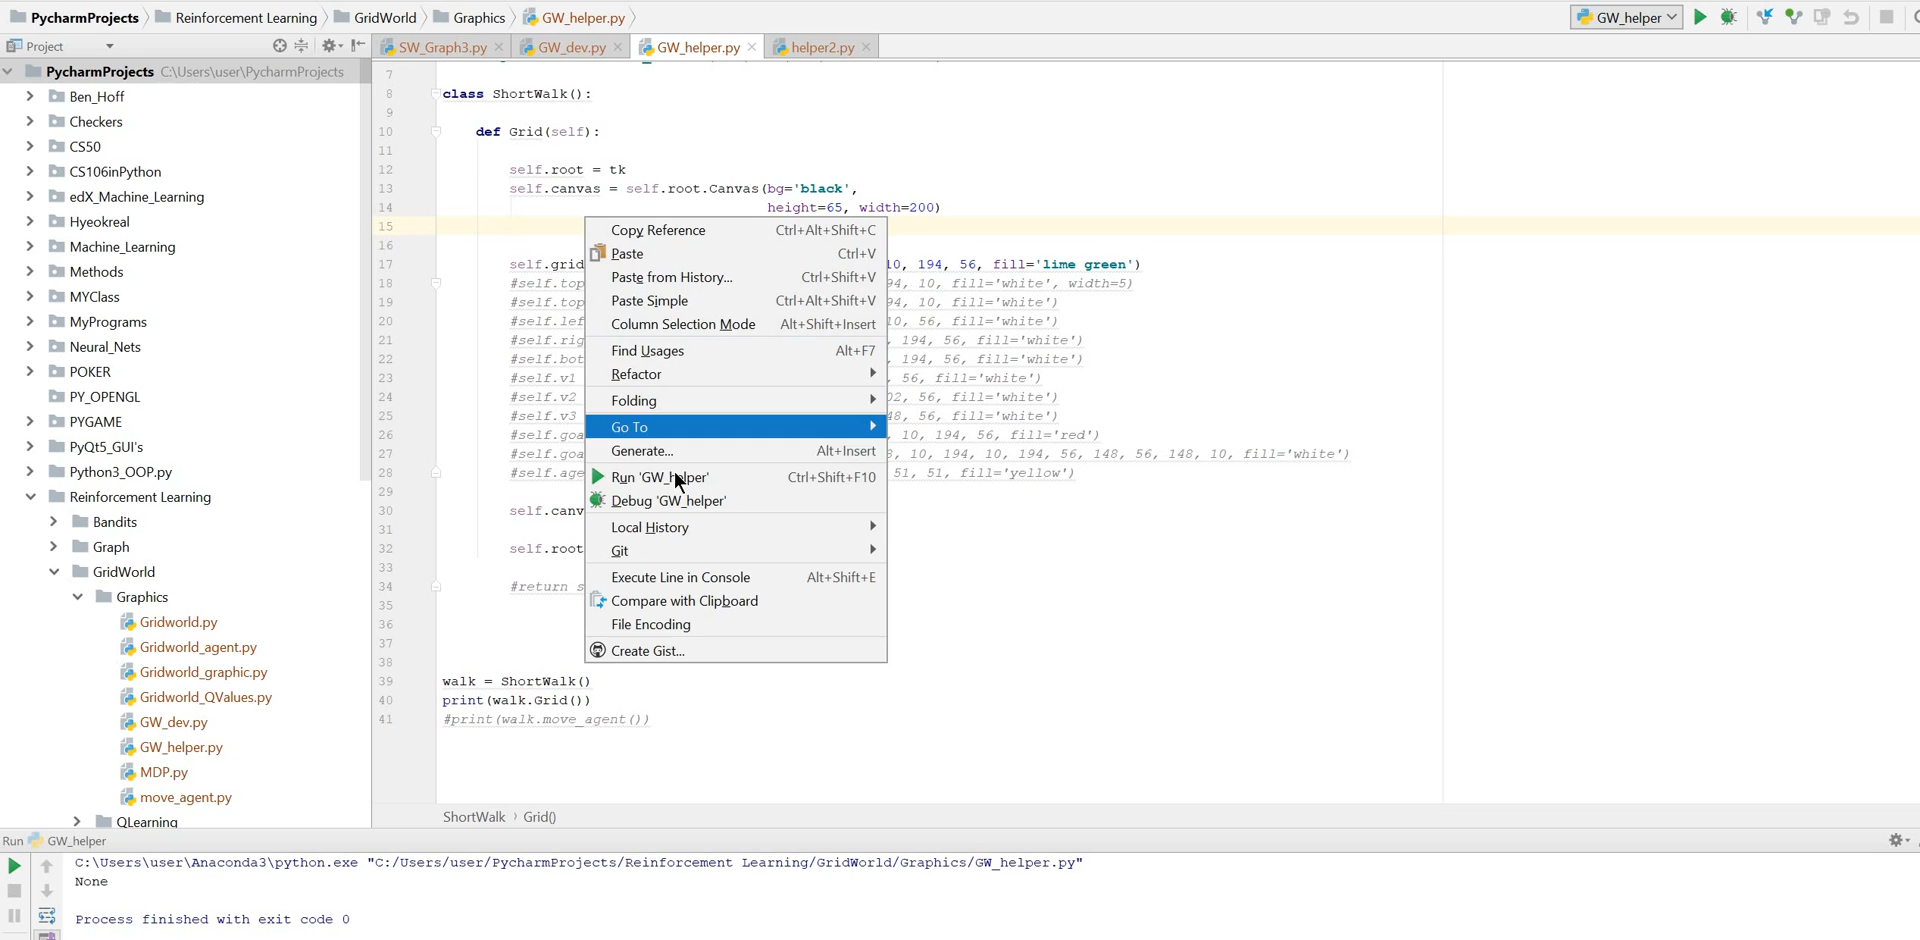 PycharmProjects Reinforcement Learning GridWorld Graphics GW_helper.py
GW_helper
Project
SW_Graph3.py GW_dev.py GW_helper.py helper2.py
PycharmProjects C:\Users\user\PycharmProjects
Ben_Hoff
Checkers
CS50
CS106inPython
edX_Machine_Learning
Hyeokreal
Machine_Learning
Methods
MYClass
MyPrograms
Neural_Nets
POKER
PY_OPENGL
PYGAME
PyQt5_GUI's
Python3_OOP.py
Reinforcement Learning
Bandits
Graph
GridWorld
Graphics
Gridworld.py
Gridworld_agent.py
Gridworld_graphic.py
Gridworld_QValues.py
GW_dev.py
GW_helper.py
MDP.py
move_agent.py
QLearning
7
8 class ShortWalk():
9
10 def Grid(self):
11
12 self.root = tk
13 self.canvas = self.root.Canvas(bg='black',
14 height=65, width=200)
15
16
17 self.grid 10, 194, 56, fill='lime green')
18 #self.top 94, 10, fill='white', width=5)
19 #self.top 94, 10, fill='white')
20 #self.lef 10, 56, fill='white')
21 #self.rig , 194, 56, fill='white')
22 #self.bot , 194, 56, fill='white')
23 #self.v1 , 56, fill='white')
24 #self.v2 02, 56, fill='white')
25 #self.v3 48, 56, fill='white')
26 #self.goa , 10, 194, 56, fill='red')
27 #self.goa 8, 10, 194, 10, 194, 56, 148, 56, 148, 10, fill='white')
28 #self.age 51, 51, fill='yellow')
29
30 self.canv
31
32 self.root
33
34 #return s
35
36
37
38
39 walk = ShortWalk()
40 print(walk.Grid())
41 #print(walk.move_agent())
Copy Reference Ctrl+Alt+Shift+C
Paste Ctrl+V
Paste from History... Ctrl+Shift+V
Paste Simple Ctrl+Alt+Shift+V
Column Selection Mode Alt+Shift+Insert
Find Usages Alt+F7
Refactor
Folding
Go To
Generate... Alt+Insert
Run 'GW_helper' Ctrl+Shift+F10
Debug 'GW_helper'
Local History
Git
Execute Line in Console Alt+Shift+E
Compare with Clipboard
File Encoding
Create Gist...
ShortWalk › Grid()
Run GW_helper
C:\Users\user\Anaconda3\python.exe "C:/Users/user/PycharmProjects/Reinforcement Learning/GridWorld/Graphics/GW_helper.py"
None
Process finished with exit code 0